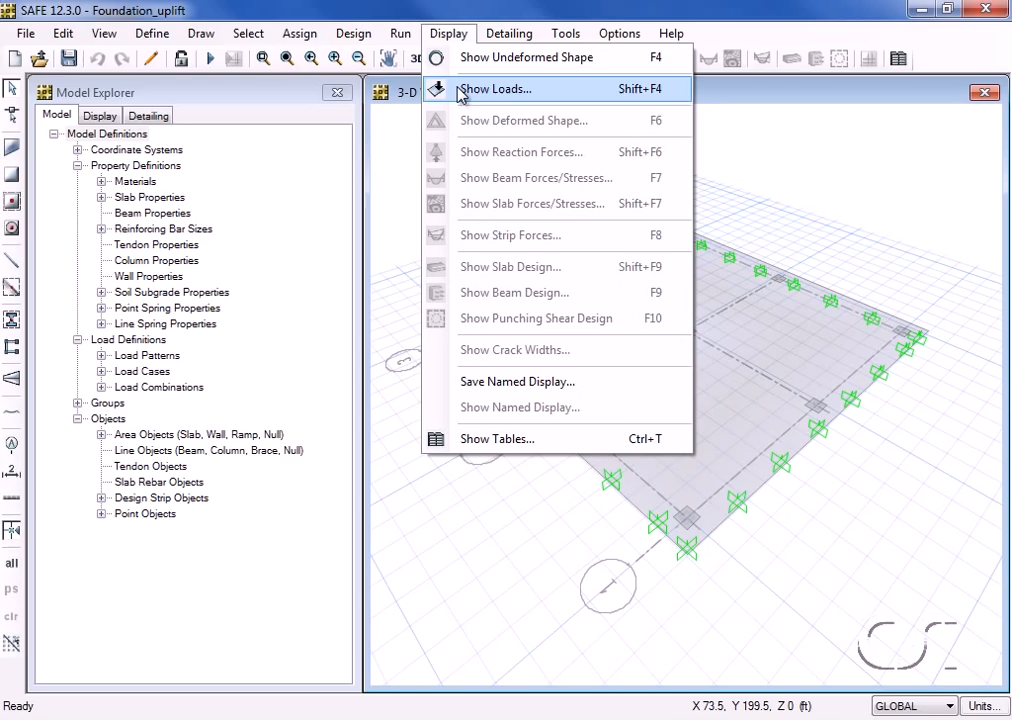 SAFE 12.3.0 - Foundation_uplift
File Edit View Define Draw Select Assign Design Run Display Detailing Tools Options Help
Model Explorer
Model Display Detailing
Model Definitions
Coordinate Systems
Property Definitions
Materials
Slab Properties
Beam Properties
Reinforcing Bar Sizes
Tendon Properties
Column Properties
Wall Properties
Soil Subgrade Properties
Point Spring Properties
Line Spring Properties
Load Definitions
Load Patterns
Load Cases
Load Combinations
Groups
Objects
Area Objects (Slab, Wall, Ramp, Null)
Line Objects (Beam, Column, Brace, Null)
Tendon Objects
Slab Rebar Objects
Design Strip Objects
Point Objects
all
ps
clr
3-D
Show Undeformed Shape F4
Show Loads... Shift+F4
Show Deformed Shape... F6
Show Reaction Forces... Shift+F6
Show Beam Forces/Stresses... F7
Show Slab Forces/Stresses... Shift+F7
Show Strip Forces... F8
Show Slab Design... Shift+F9
Show Beam Design... F9
Show Punching Shear Design F10
Show Crack Widths...
Save Named Display...
Show Named Display...
Show Tables... Ctrl+T
3
1
CSI
Ready
X 73.5, Y 199.5, Z 0 (ft)
GLOBAL
Units...